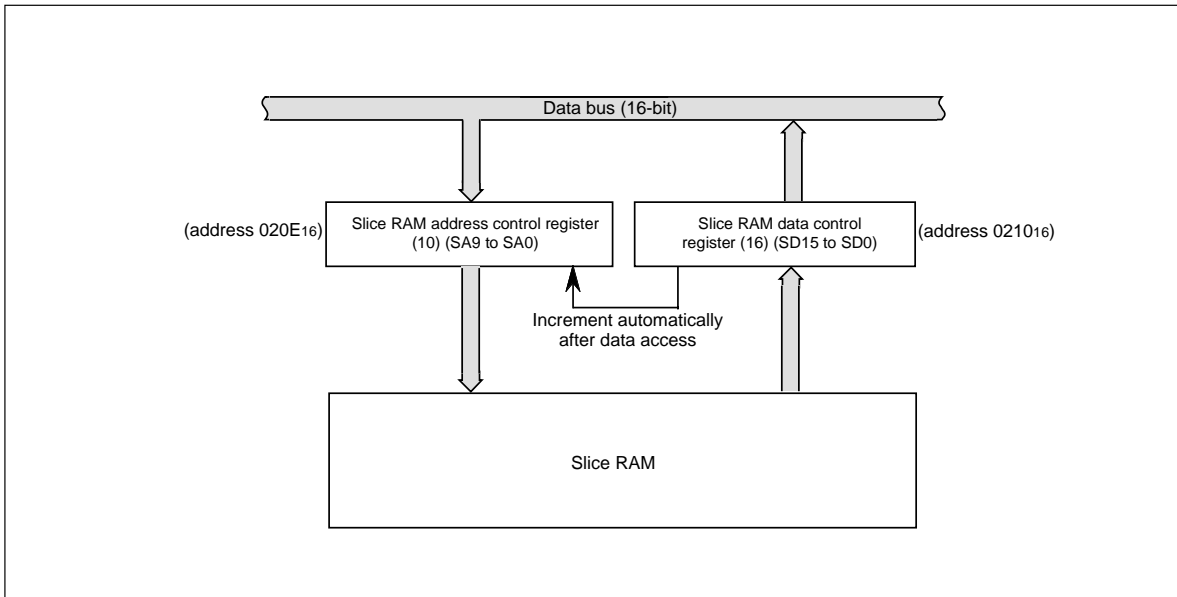 Data bus (16-bit)
(address 020E16)
Slice RAM address control register
(10) (SA9 to SA0)
Slice RAM data control
register (16) (SD15 to SD0)
(address 021016)
Increment automatically
after data access
Slice RAM